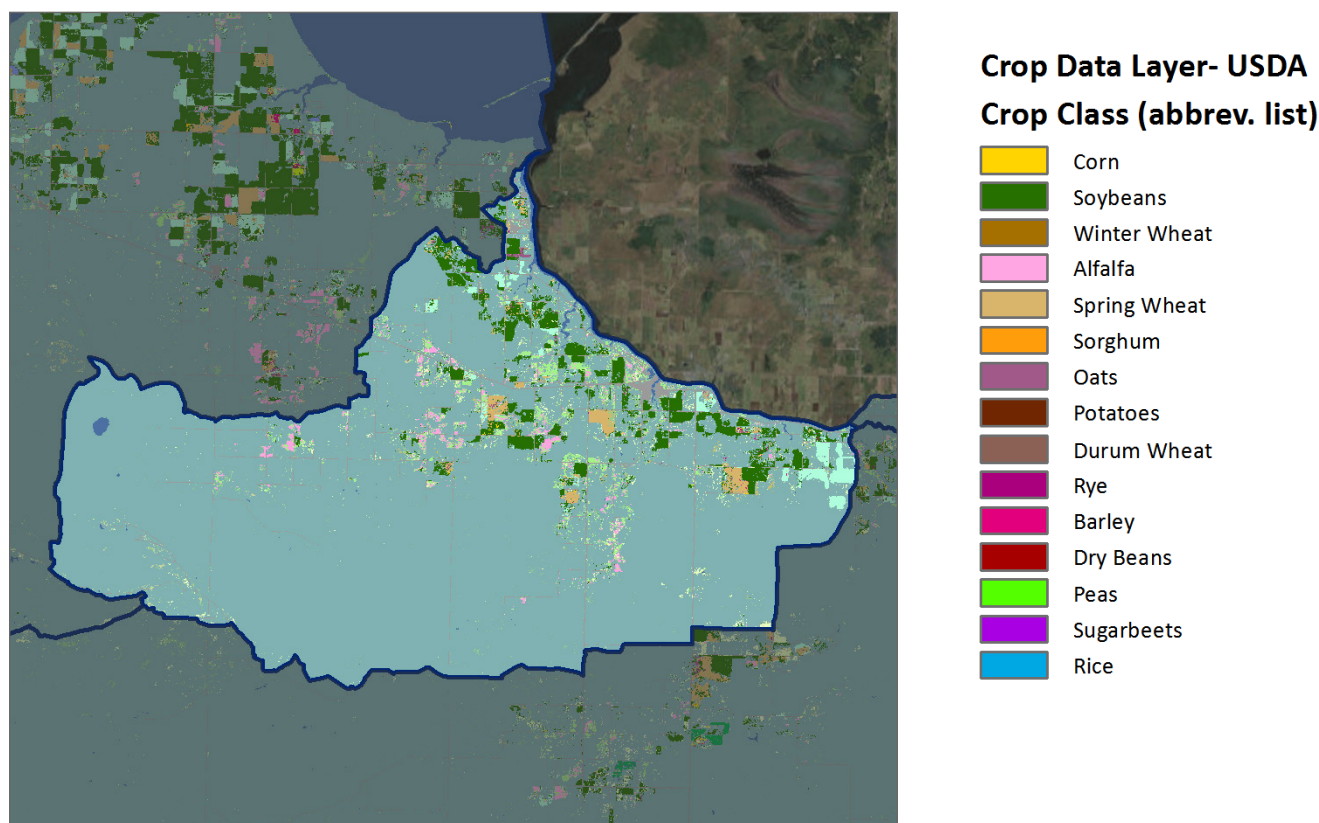 Crop Data Layer- USDA
Crop Class (abbrev. list)
Corn
Soybeans
Winter Wheat
Alfalfa
Spring Wheat
Sorghum
Oats
Potatoes
Durum Wheat
Rye
Barley
Dry Beans
Peas
Sugarbeets
Rice